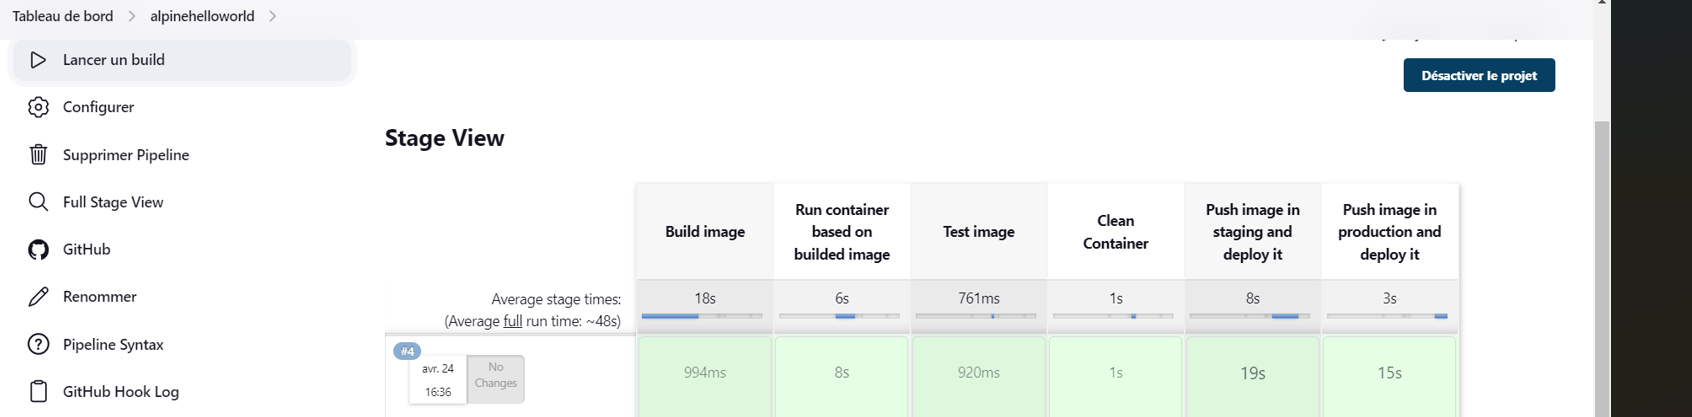 Tableau de bord
alpinehelloworld
Lancer un build
Configurer
Supprimer Pipeline
Full Stage View
GitHub
Renommer
Pipeline Syntax
GitHub Hook Log
Désactiver le projet
Stage View
Build image
Run container
based on
builded image
Test image
Clean
Container
Push image in
staging and
deploy it
Push image in
production and
deploy it
Average stage times:
(Average full run time: ~48s)
18s
6s
761ms
1s
8s
3s
#4
avr. 24
16:36
No
Changes
994ms
8s
920ms
1s
19s
15s